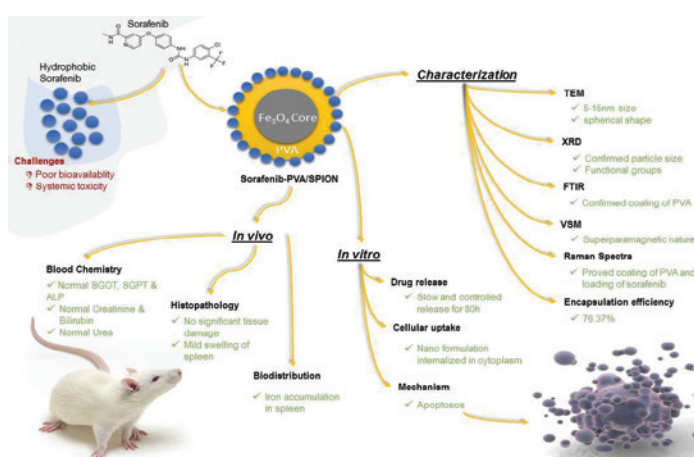 Sorafenib
Hydrophobic
Sorafenib
Challenges
Poor bioavailablity
Systemic toxicity
Fe3O4 Core
PVA
Sorafenib-PVA/SPION
Characterization
TEM
5-15nm size
spherical shape
XRD
Confirmed particle size
Functional groups
FTIR
Confirmed coating of PVA
VSM
Superparamagnetic nature
Raman Spectra
Proved coating of PVA and
loading of sorafenib
Encapsulation efficiency
76.37%
In vivo
Blood Chemistry
Normal SGOT, SGPT &
ALP
Normal Creatinine &
Bilirubin
Normal Urea
Histopathology
No significant tissue
damage
Mild swelling of
spleen
Biodistribution
Iron accumulation
in spleen
In vitro
Drug release
Slow and controlled
release for 80h
Cellular uptake
Nano formulation
internalized in cytoplasm
Mechanism
Apoptosos